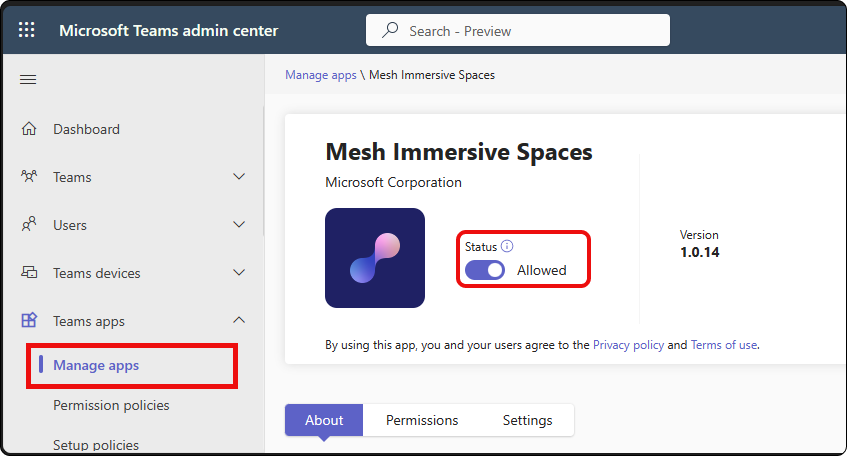 Microsoft Teams admin center
Search - Preview
Dashboard
Teams
Users
Teams devices
Teams apps
Manage apps
Permission policies
Setup policies
Manage apps \ Mesh Immersive Spaces
Mesh Immersive Spaces
Microsoft Corporation
Status
Allowed
Version
1.0.14
By using this app, you and your users agree to the Privacy policy and Terms of use.
About Permissions Settings